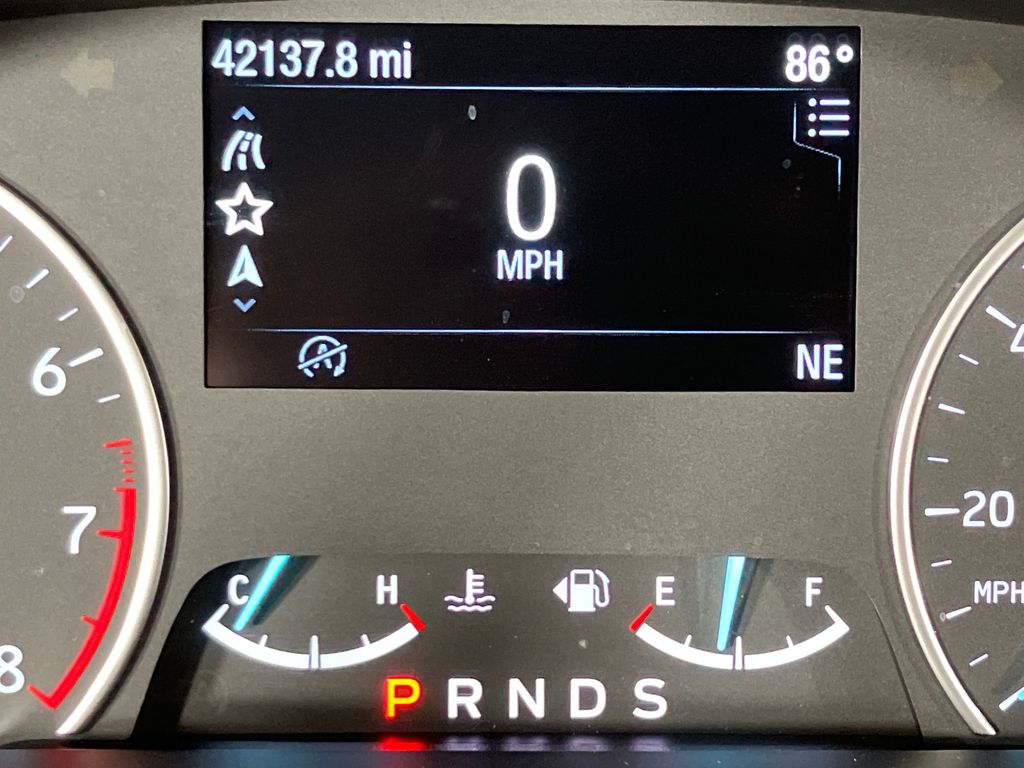 42137.8 mi 86°
0
MPH
NE
6
7
8
20
MPH
C H E F
P R N D S